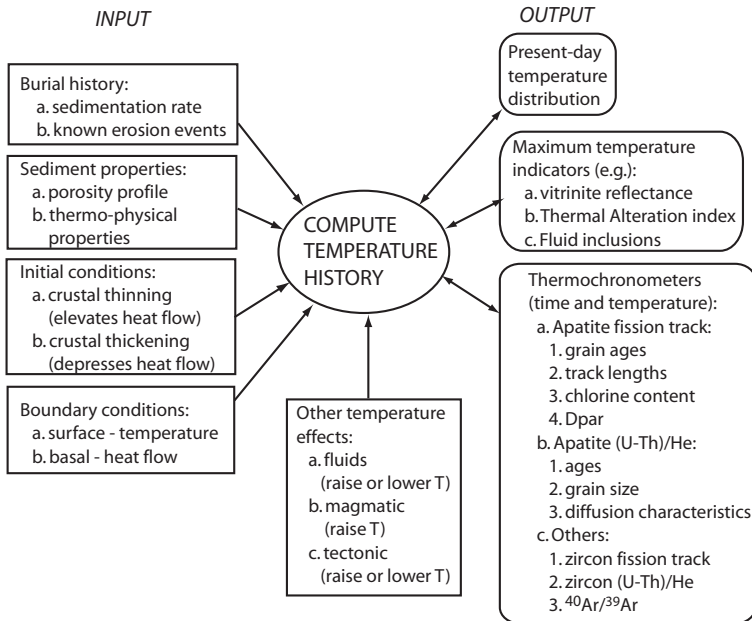 INPUT
Burial history:
a. sedimentation rate
b. known erosion events
Sediment properties:
a. porosity profile
b. thermo-physical
properties
Initial conditions:
a. crustal thinning
(elevates heat flow)
b. crustal thickening
(depresses heat flow)
Boundary conditions:
a. surface - temperature
b. basal - heat flow
COMPUTE
TEMPERATURE
HISTORY
Other temperature
effects:
a. fluids
(raise or lower T)
b. magmatic
(raise T)
c. tectonic
(raise or lower T)
OUTPUT
Present-day
temperature
distribution
Maximum temperature
indicators (e.g.):
a. vitrinite reflectance
b. Thermal Alteration index
c. Fluid inclusions
Thermochronometers
(time and temperature):
a. Apatite fission track:
1. grain ages
2. track lengths
3. chlorine content
4. Dpar
b. Apatite (U-Th)/He:
1. ages
2. grain size
3. diffusion characteristics
c. Others:
1. zircon fission track
2. zircon (U-Th)/He
3. ⁴⁰Ar/³⁹Ar